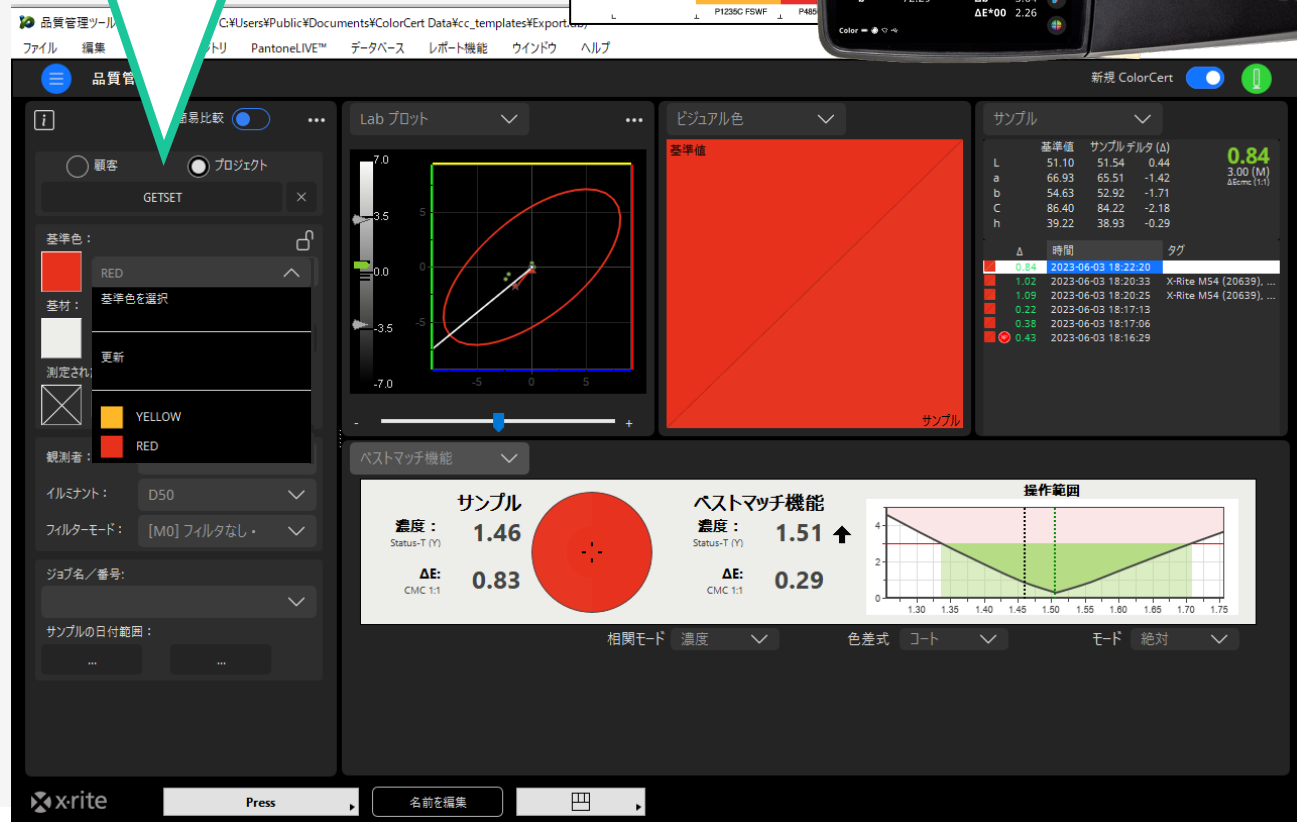 P1235C FSWF P485
ΔE*00 2.26
Color
品質管理ツール C:¥Users¥Public¥Documents¥ColorCert Data¥cc_templates¥Export.
ファイル 編集 トリ PantoneLIVE™ データベース レポート機能 ウインドウ ヘルプ
品質管 新規 ColorCert
i 易比較
顧客 プロジェクト
GETSET ×
基準色：
RED
基準色を選択
基材：
更新
測定され
YELLOW
RED
観測者：
イルミナント： D50
フィルターモード： [M0] フィルタなし・
ジョブ名／番号:
サンプルの日付範囲：
... ...
Lab プロット
7.0
3.5
0.0
-3.5
-7.0
5
0
-5
-5 0 5
- +
ビジュアル色
基準値
サンプル
サンプル
基準値 サンプル デルタ (Δ)
L 51.10 51.54 0.44
a 66.93 65.51 -1.42
b 54.63 52.92 -1.71
C 86.40 84.22 -2.18
h 39.22 38.93 -0.29
0.84
3.00 (M)
ΔEcmc (1:1)
Δ 時間 タグ
0.84 2023-06-03 18:22:20
1.02 2023-06-03 18:20:33 X-Rite M54 (20639), ...
1.09 2023-06-03 18:20:25 X-Rite M54 (20639), ...
0.22 2023-06-03 18:17:13
0.38 2023-06-03 18:17:06
0.43 2023-06-03 18:16:29
ベストマッチ機能
サンプル
濃度： 1.46
Status-T (Y)
ΔE: 0.83
CMC 1:1
ベストマッチ機能
濃度： 1.51
Status-T (Y)
ΔE: 0.29
CMC 1:1
操作範囲
4
2
0
1.30 1.35 1.40 1.45 1.50 1.55 1.60 1.65 1.70 1.75
相関モード 濃度 色差式 コート モード 絶対
x·rite Press 名前を編集